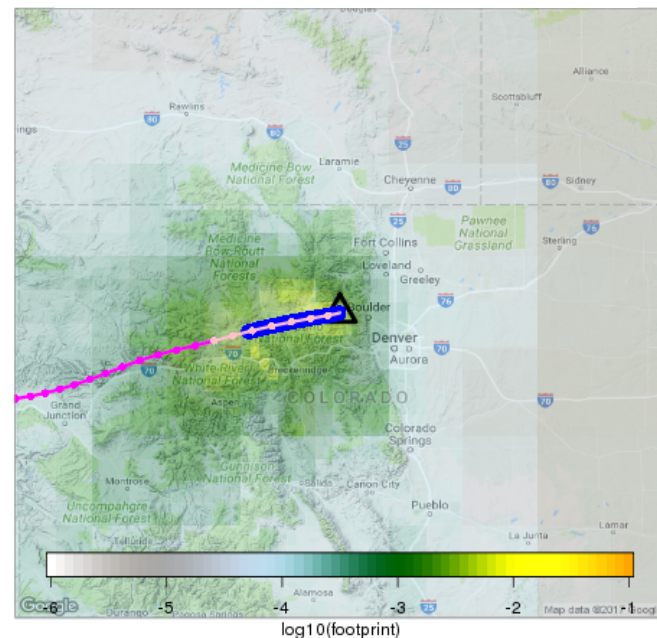 Douglas
Alliance
Scottsbluff
Rawlins
ings
80
80
25
Laramie
Medicine Bow
National Forest
Cheyenne
80
80
Sidney
25
76
Pawnee
National
Grassland
Sterling
Medicine
Bow-Routt
National
Forests
Fort Collins
Loveland
Greeley
76
Boulder
Denver
70
Aurora
70
National Forest
70
White River
National Forest
Breckenridge
Grand
Junction
Aspen
COLORADO
70
Colorado
Springs
Gunnison
National Forest
Montrose
Salida
Canon City
Pueblo
Uncompahgre
National Forest
Telluride
La Junta
Lamar
Alamosa
Durango
Pagosa Springs
25
Google
Map data ©2017 Googl
-6
-5
-4
-3
-2
-1
log10(footprint)